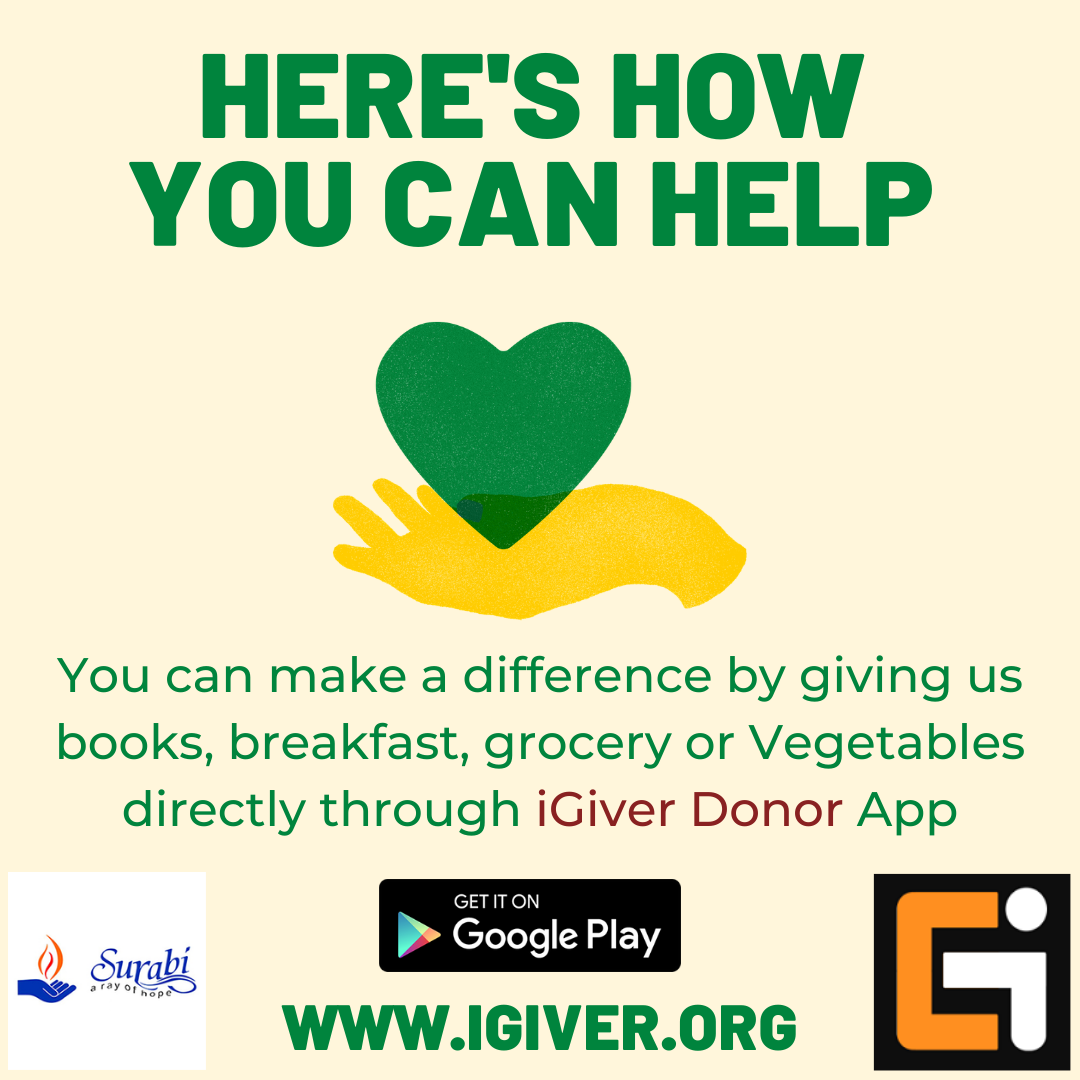 HERE'S HOW
YOU CAN HELP
You can make a difference by giving us
books, breakfast, grocery or Vegetables
directly through iGiver Donor App
Surabi
a ray of hope
GET IT ON
Google Play
WWW.IGIVER.ORG
Gi